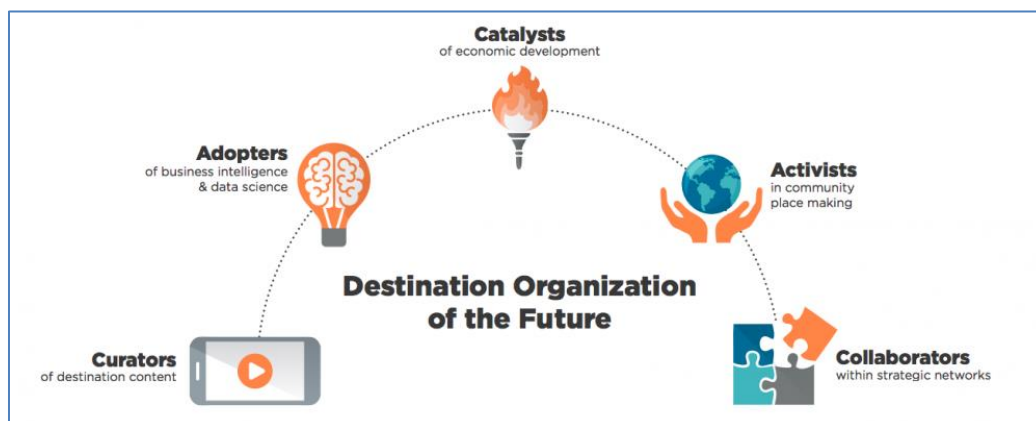 Catalysts
of economic development
Adopters
of business intelligence
& data science
Activists
in community
place making
Destination Organization
of the Future
Curators
of destination content
Collaborators
within strategic networks